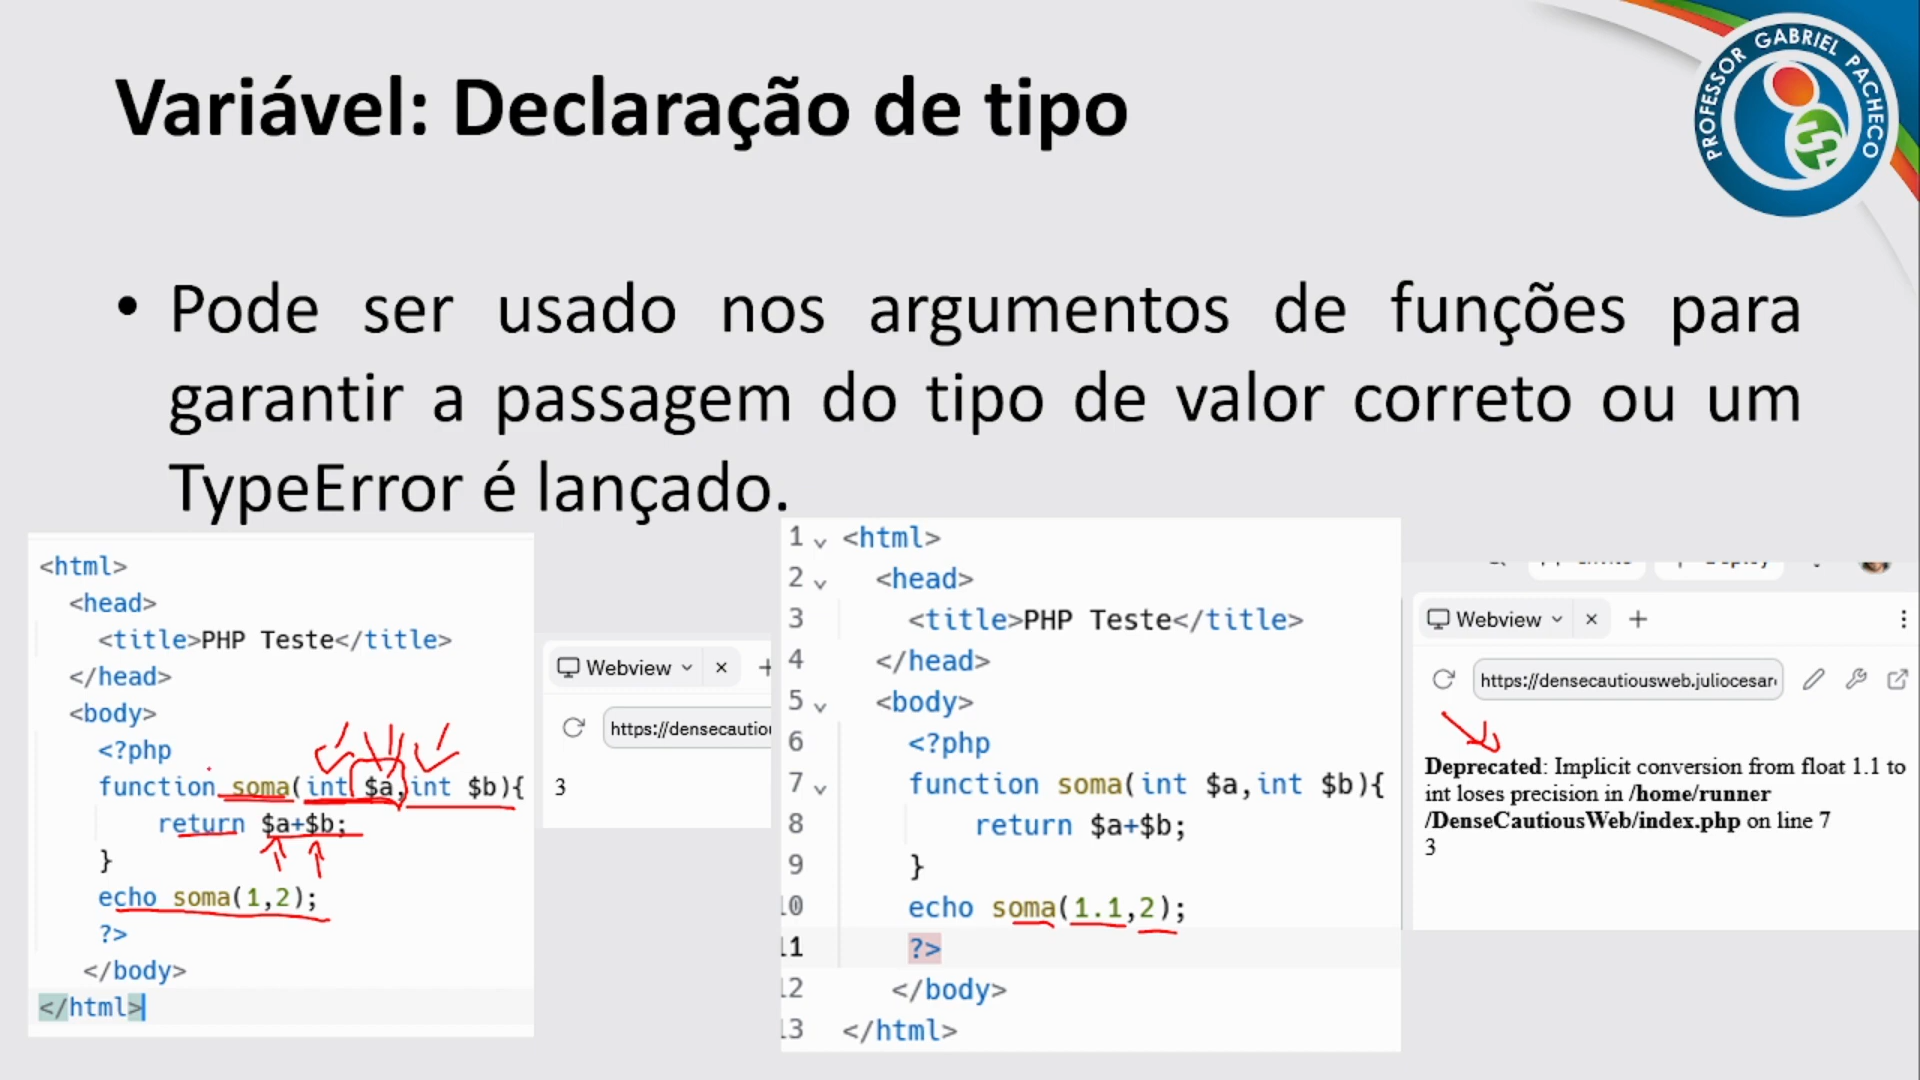 PROFESSOR GABRIEL PACHECO
Variável: Declaração de tipo
• Pode ser usado nos argumentos de funções para
garantir a passagem do tipo de valor correto ou um
TypeError é lançado.
<html>
<head>
<title>PHP Teste</title>
</head>
<body>
<?php
function soma(int $a,int $b){
return $a+$b;
}
echo soma(1,2);
?>
</body>
</html>
Webview
https://densecautiou
3
1 <html>
2 <head>
3 <title>PHP Teste</title>
4 </head>
5 <body>
6 <?php
7 function soma(int $a,int $b){
8 return $a+$b;
9 }
10 echo soma(1.1,2);
11 ?>
12 </body>
13 </html>
Webview
https://densecautiousweb.juliocesar
Deprecated: Implicit conversion from float 1.1 to
int loses precision in /home/runner
/DenseCautiousWeb/index.php on line 7
3